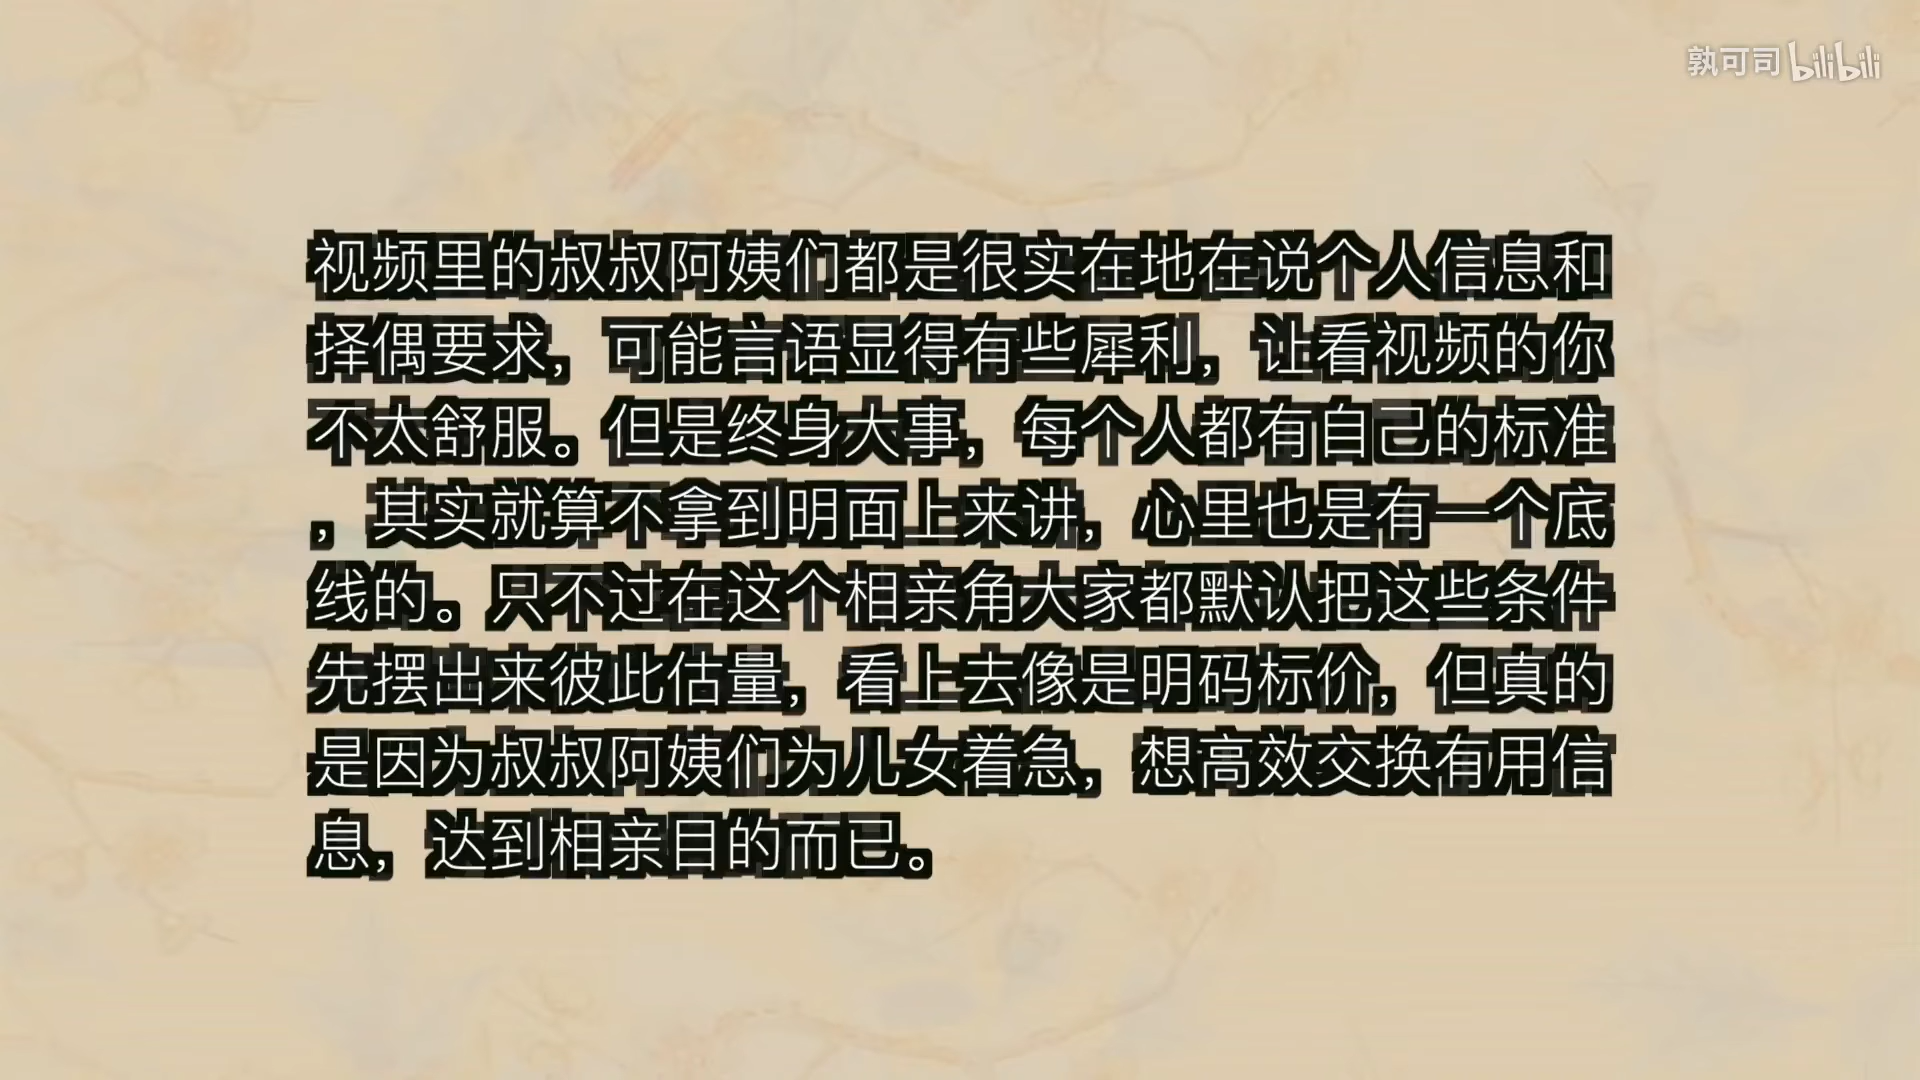 孰可司 bilibili
视频里的叔叔阿姨们都是很实在地在说个人信息和
择偶要求，可能言语显得有些犀利，让看视频的你
不太舒服。但是终身大事，每个人都有自己的标准
，其实就算不拿到明面上来讲，心里也是有一个底
线的。只不过在这个相亲角大家都默认把这些条件
先摆出来彼此估量，看上去像是明码标价，但真的
是因为叔叔阿姨们为儿女着急，想高效交换有用信
息，达到相亲目的而已。